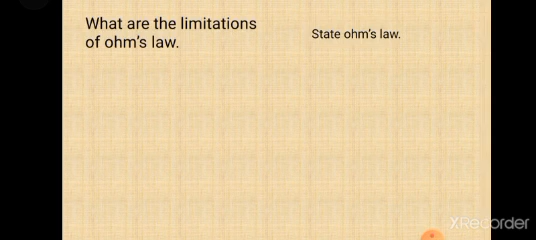 What are the limitations
of ohm's law.
State ohm's law.
XRecorder